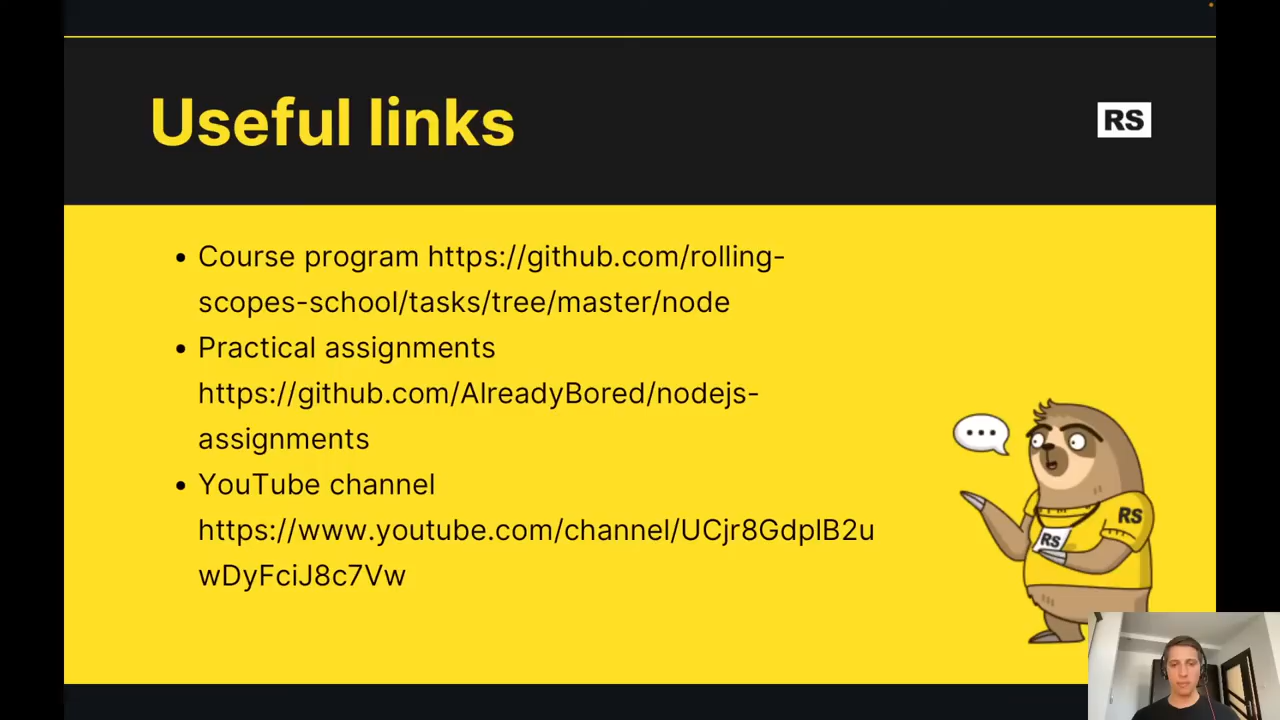 Useful links
RS
• Course program https://github.com/rolling-
scopes-school/tasks/tree/master/node
• Practical assignments
https://github.com/AlreadyBored/nodejs-
assignments
• YouTube channel
https://www.youtube.com/channel/UCjr8GdplB2u
wDyFciJ8c7Vw
RS
RS